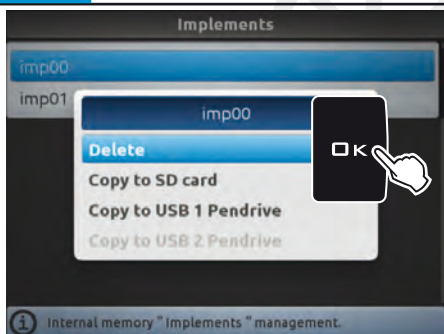 Implements
imp00
imp01
imp00
Delete
OK
Copy to SD card
Copy to USB 1 Pendrive
Copy to USB 2 Pendrive
Internal memory " Implements " management.